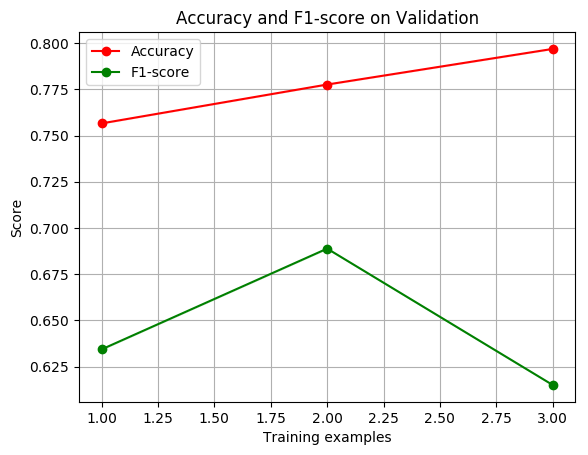 Accuracy and F1-score on Validation
Accuracy
F1-score
0.800
0.775
0.750
0.725
0.700
0.675
0.650
0.625
Score
1.00 1.25 1.50 1.75 2.00 2.25 2.50 2.75 3.00
Training examples